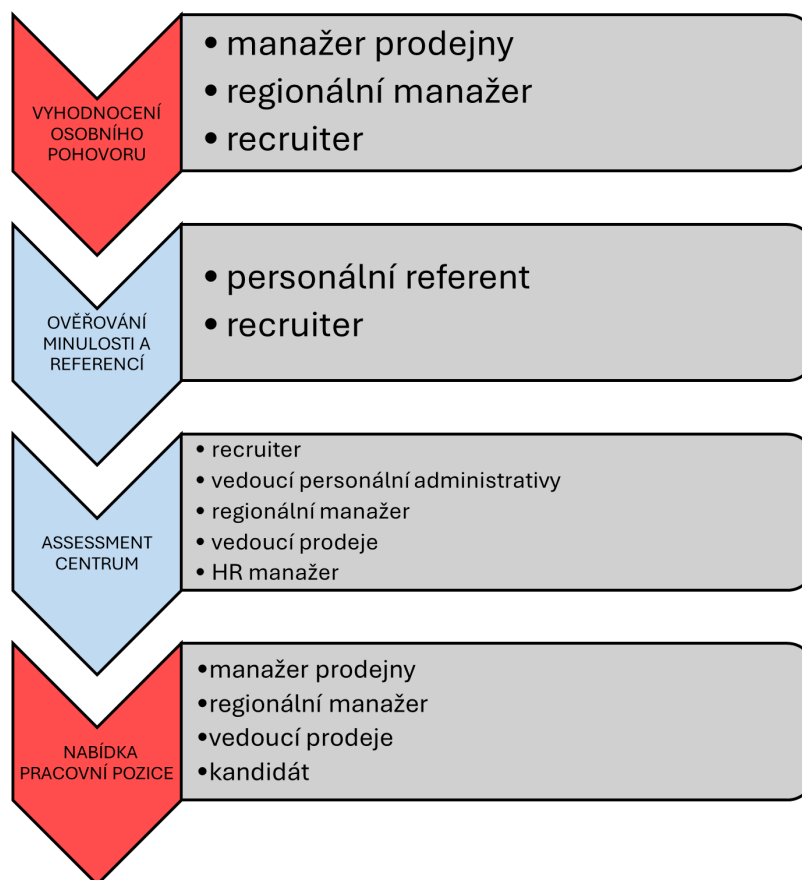 VYHODNOCENÍ
OSOBNÍHO
POHOVORU
• manažer prodejny
• regionální manažer
• recruiter
OVĚŘOVÁNÍ
MINULOSTI A
REFERENCÍ
• personální referent
• recruiter
ASSESSMENT
CENTRUM
• recruiter
• vedoucí personální administrativy
• regionální manažer
• vedoucí prodeje
• HR manažer
NABÍDKA
PRACOVNÍ POZICE
•manažer prodejny
•regionální manažer
•vedoucí prodeje
•kandidát